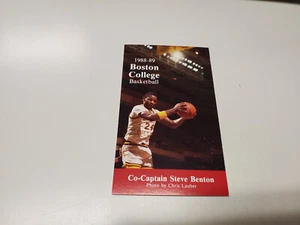 1988-89
Boston
College
Basketball
Co-Captain Steve Benton
Photo by Chris Lauber